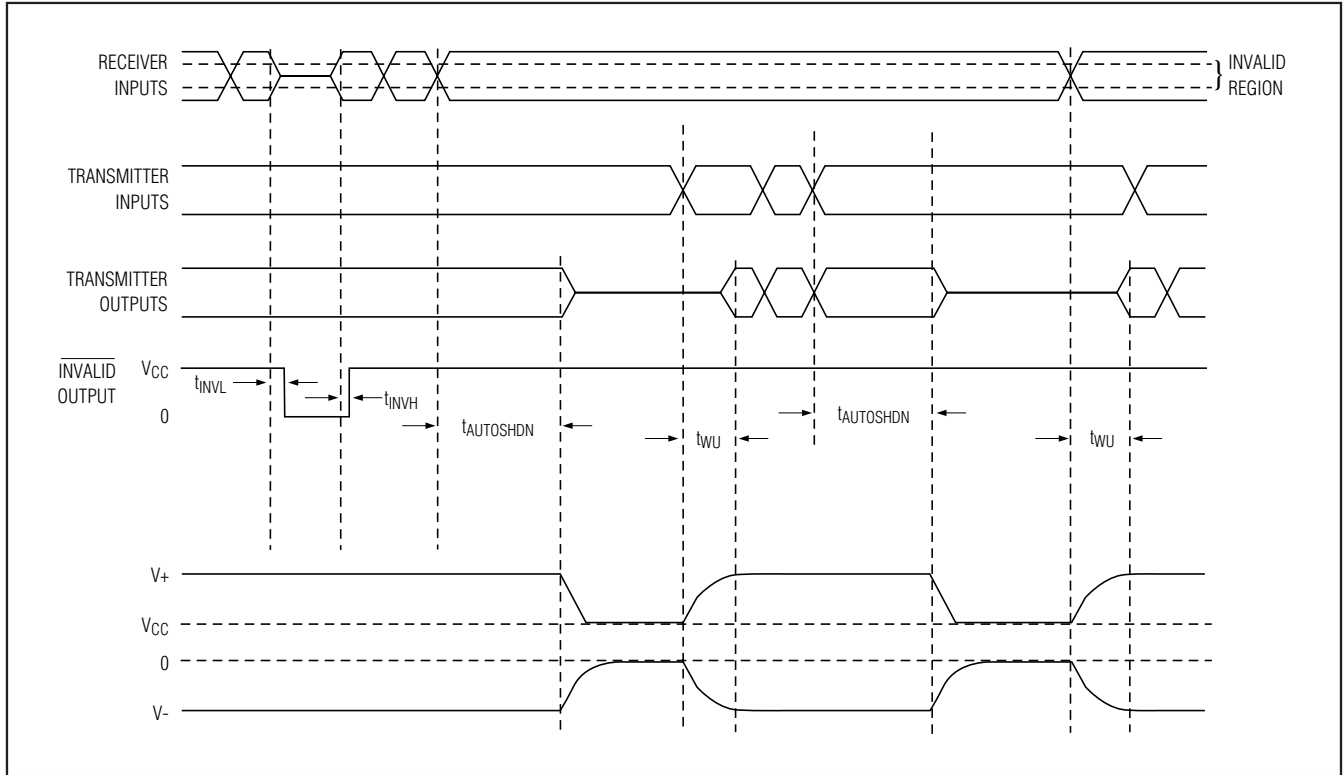 RECEIVER
INPUTS
INVALID
REGION
}
TRANSMITTER
INPUTS
TRANSMITTER
OUTPUTS
INVALID
OUTPUT
VCC
0
tINVL
tINVH
tAUTOSHDN
tWU
tAUTOSHDN
tWU
V+
VCC
0
V-